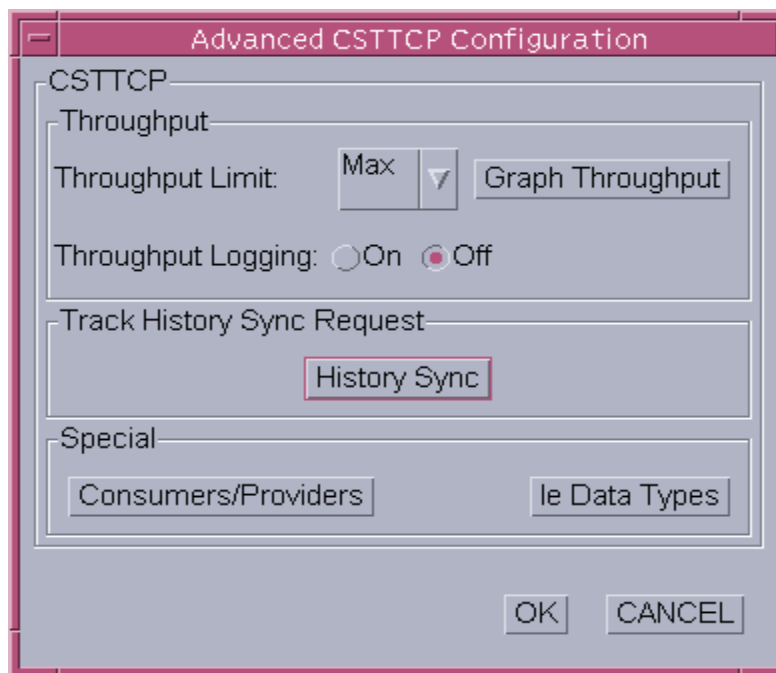 Advanced CSTTCP Configuration
CSTTCP
Throughput
Throughput Limit: Max Graph Throughput
Throughput Logging: On Off
Track History Sync Request
History Sync
Special
Consumers/Providers le Data Types
OK CANCEL